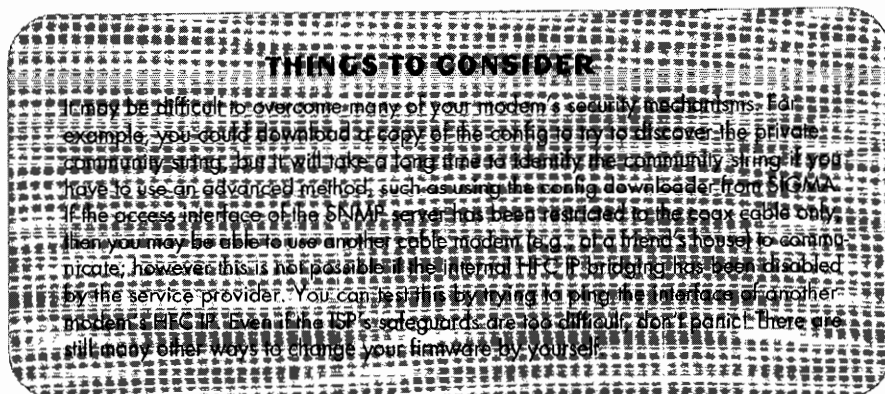 THINGS TO CONSIDER
It may be difficult to overcome many of your modem's security mechanisms. For
example, you could download a copy of the config to try to discover the private
community string, but it will take a long time to identify the community string if you
have to use an advanced method, such as using the config downloader from SIGMA.
If the access interface of the SNMP server has been restricted to the coax cable only,
then you may be able to use another cable modem (e.g., at a friend's house) to commu-
nicate; however this is not possible if the internal HFC IP bridging has been disabled
by the service provider. You can test this by trying to ping the interface of another
modem's HFC IP. Even if the ISP's safeguards are too difficult, don't panic! There are
still many other ways to change your firmware by yourself.